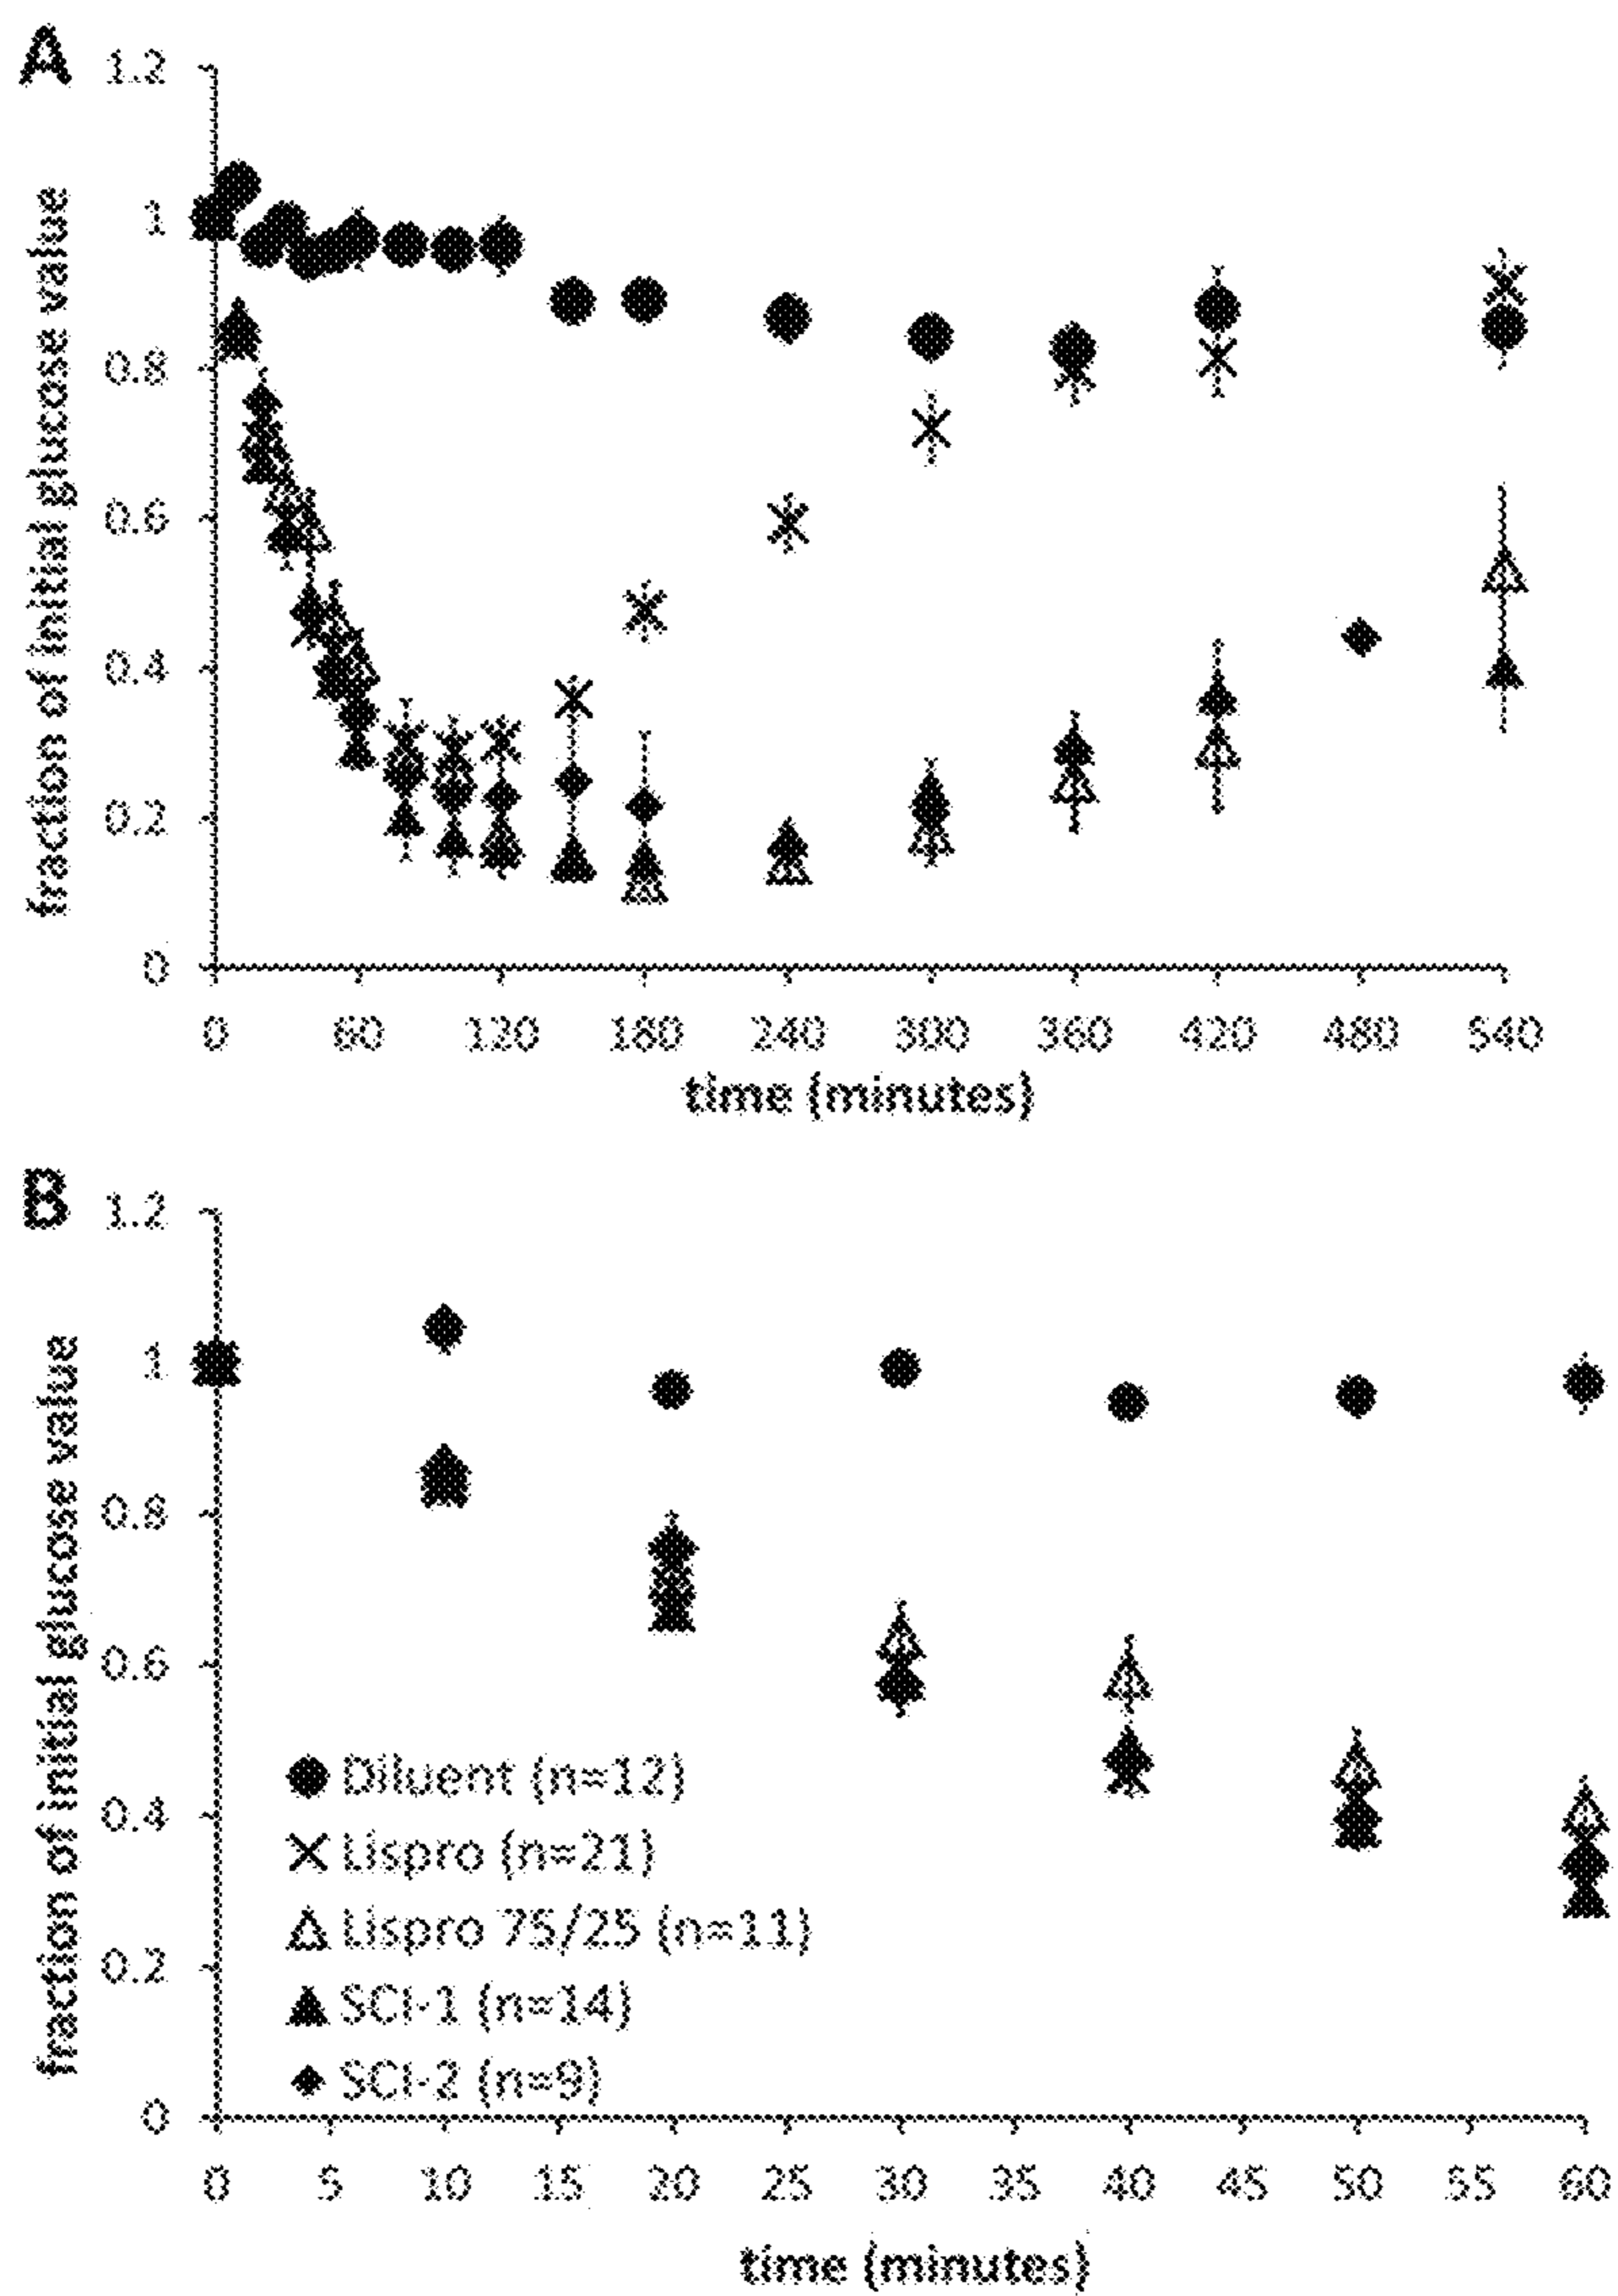 A
1.2
1
0.8
0.6
0.4
0.2
0
fraction of initial glucose value
0 60 120 180 240 300 360 420 480 540
time (minutes)
B
1.2
1
0.8
0.6
0.4
0.2
0
fraction of initial glucose value
Diluent (n=12)
Lispro (n=21)
Lispro 75/25 (n=11)
SCI-1 (n=14)
SCI-2 (n=9)
0 5 10 15 20 25 30 35 40 45 50 55 60
time (minutes)